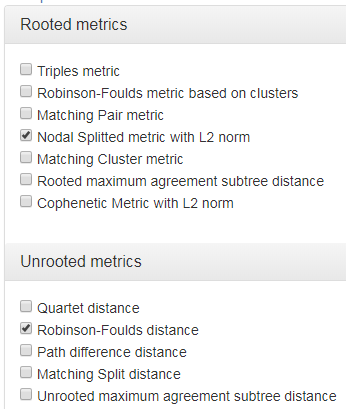 Rooted metrics
Triples metric
Robinson-Foulds metric based on clusters
Matching Pair metric
Nodal Splitted metric with L2 norm
Matching Cluster metric
Rooted maximum agreement subtree distance
Cophenetic Metric with L2 norm
Unrooted metrics
Quartet distance
Robinson-Foulds distance
Path difference distance
Matching Split distance
Unrooted maximum agreement subtree distance